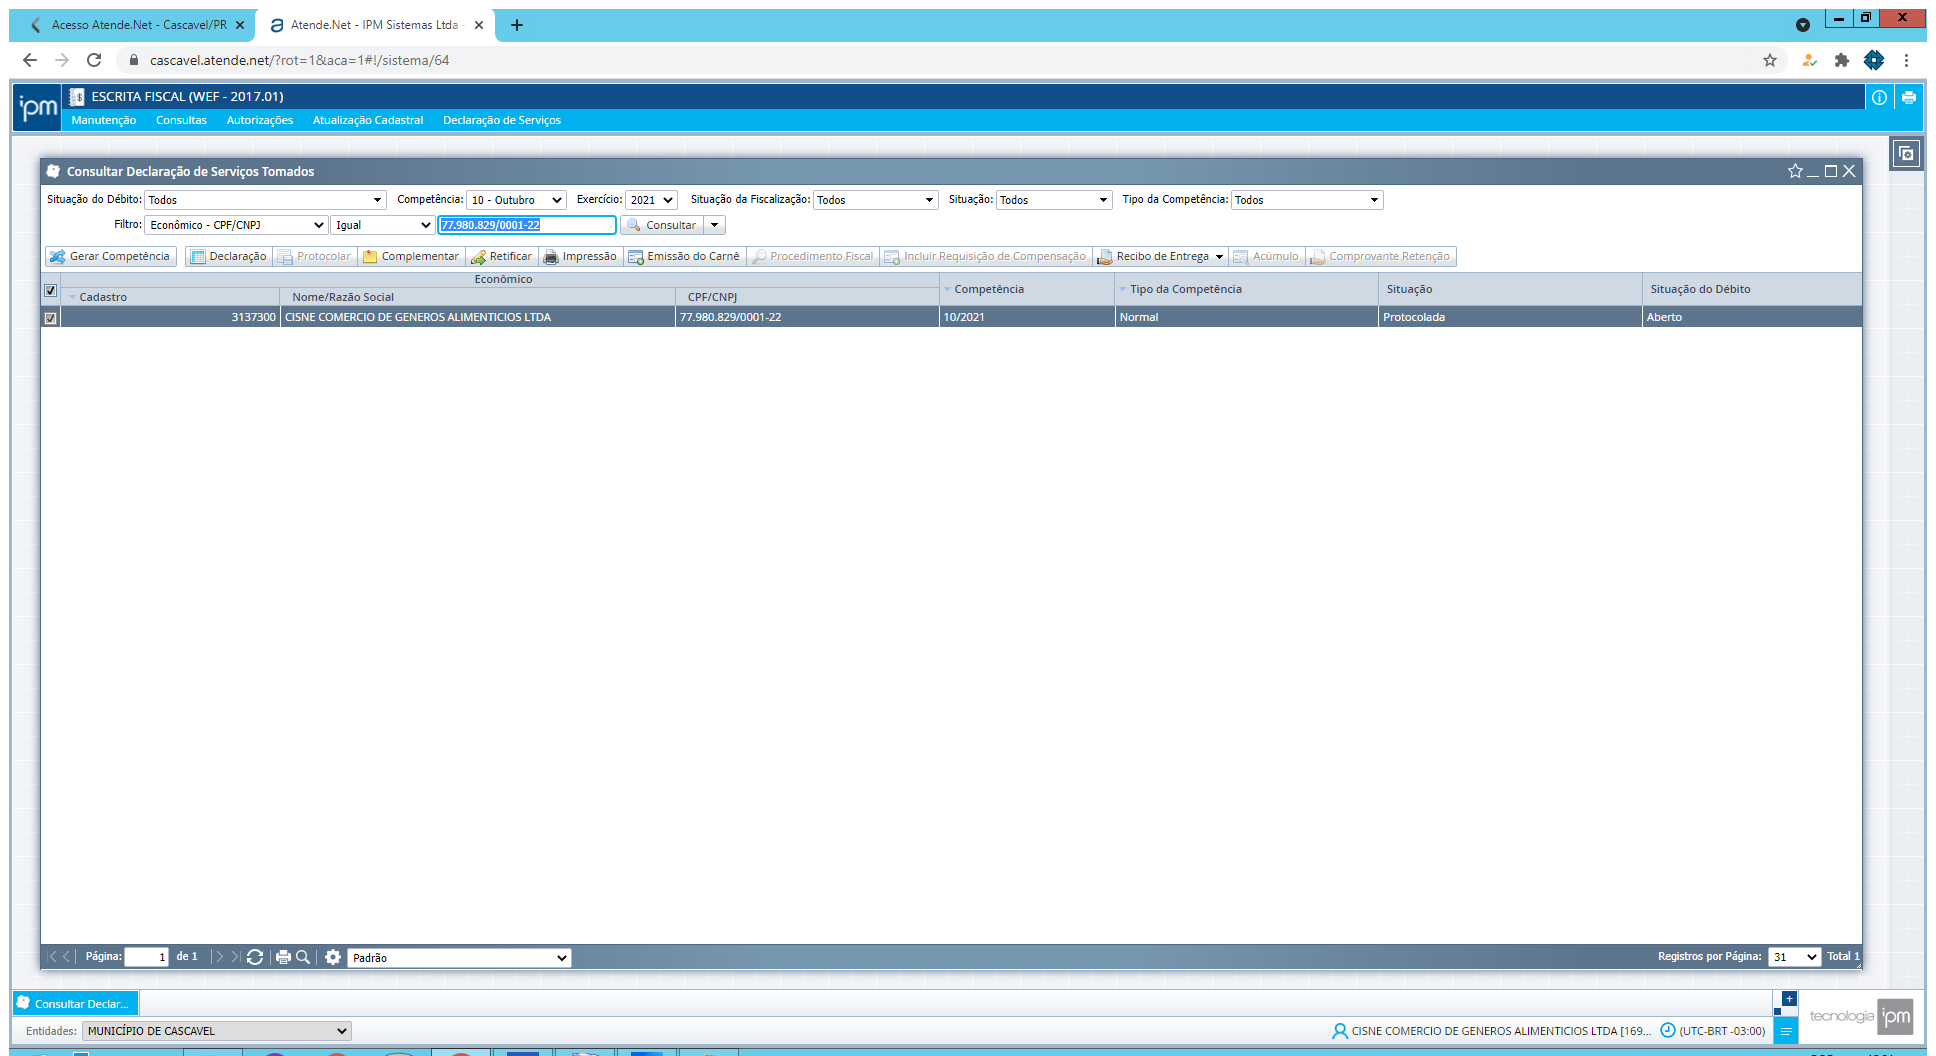 Acesso Atende.Net - Cascavel/PR
Atende.Net - IPM Sistemas Ltda -
cascavel.atende.net/?rot=1&aca=1#!/sistema/64
ipm
ESCRITA FISCAL (WEF - 2017.01)
Manutenção Consultas Autorizações Atualização Cadastral Declaração de Serviços
Consultar Declaração de Serviços Tomados
Situação do Débito: Todos Competência: 10 - Outubro Exercício: 2021 Situação da Fiscalização: Todos Situação: Todos Tipo da Competência: Todos
Filtro: Econômico - CPF/CNPJ Igual 77.980.829/0001-22 Consultar
Gerar Competência Declaração Protocolar Complementar Retificar Impressão Emissão do Carnê Procedimento Fiscal Incluir Requisição de Compensação Recibo de Entrega Acúmulo Comprovante Retenção
Econômico
Cadastro Nome/Razão Social CPF/CNPJ Competência Tipo da Competência Situação Situação do Débito
3137300 CISNE COMERCIO DE GENEROS ALIMENTICIOS LTDA 77.980.829/0001-22 10/2021 Normal Protocolada Aberto
Página: 1 de 1 Padrão Registros por Página: 31 Total 1
Consultar Declar...
Entidades: MUNICÍPIO DE CASCAVEL CISNE COMERCIO DE GENEROS ALIMENTICIOS LTDA [169... (UTC-BRT -03:00)
tecnologia ipm